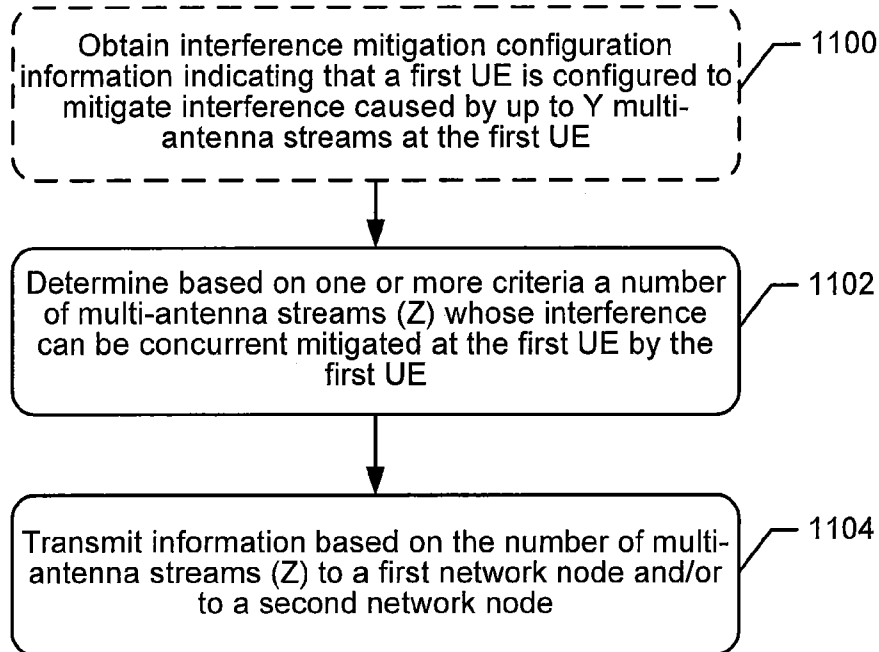 Obtain interference mitigation configuration
information indicating that a first UE is configured to
mitigate interference caused by up to Y multi-
antenna streams at the first UE
1100
Determine based on one or more criteria a number
of multi-antenna streams (Z) whose interference
can be concurrent mitigated at the first UE by the
first UE
1102
Transmit information based on the number of multi-
antenna streams (Z) to a first network node and/or
to a second network node
1104